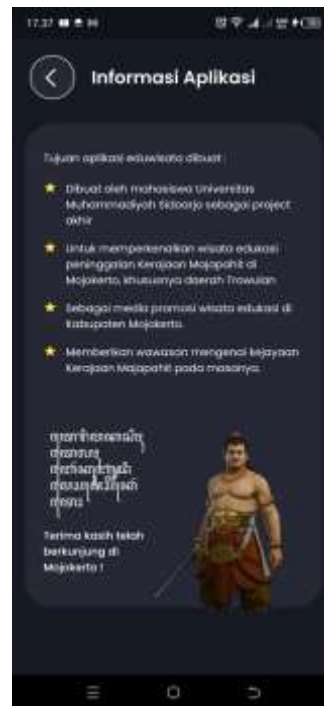 17.37
Informasi Aplikasi
Tujuan aplikasi eduwisata dibuat :
Dibuat oleh mahasiswa Universitas
Muhammadiyah Sidoarjo sebagai project
akhir
Untuk memperkenalkan wisata edukasi
peninggalan Kerajaan Majapahit di
Mojokerto, khususnya daerah Trowulan
Sebagai media promosi wisata edukasi di
Kabupaten Mojokerto.
Memberikan wawasan mengenai kejayaan
Kerajaan Majapahit pada masanya.
Terima kasih telah
berkunjung di
Mojokerto !